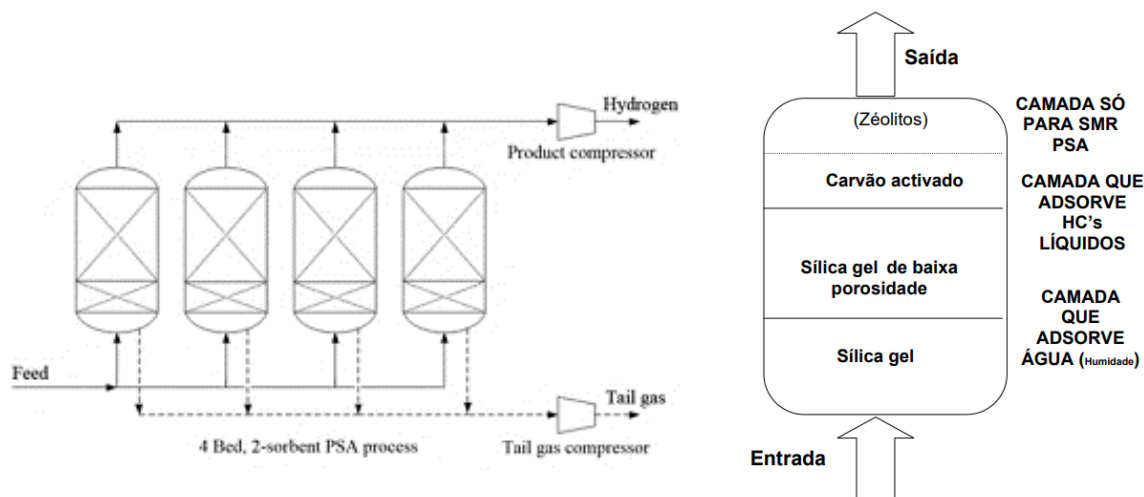 Hydrogen
Product compressor
Feed
Tail gas
4 Bed, 2-sorbent PSA process
Tail gas compressor
Saída
(Zéolitos)
CAMADA SÓ
PARA SMR
PSA
Carvão activado
CAMADA QUE
ADSORVE
HC's
LÍQUIDOS
Sílica gel de baixa
porosidade
CAMADA
QUE
ADSORVE
ÁGUA (Humidade)
Sílica gel
Entrada